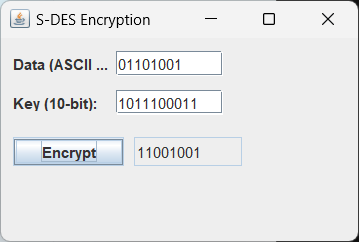 S-DES Encryption
Data (ASCII ... 01101001
Key (10-bit): 1011100011
Encrypt 11001001